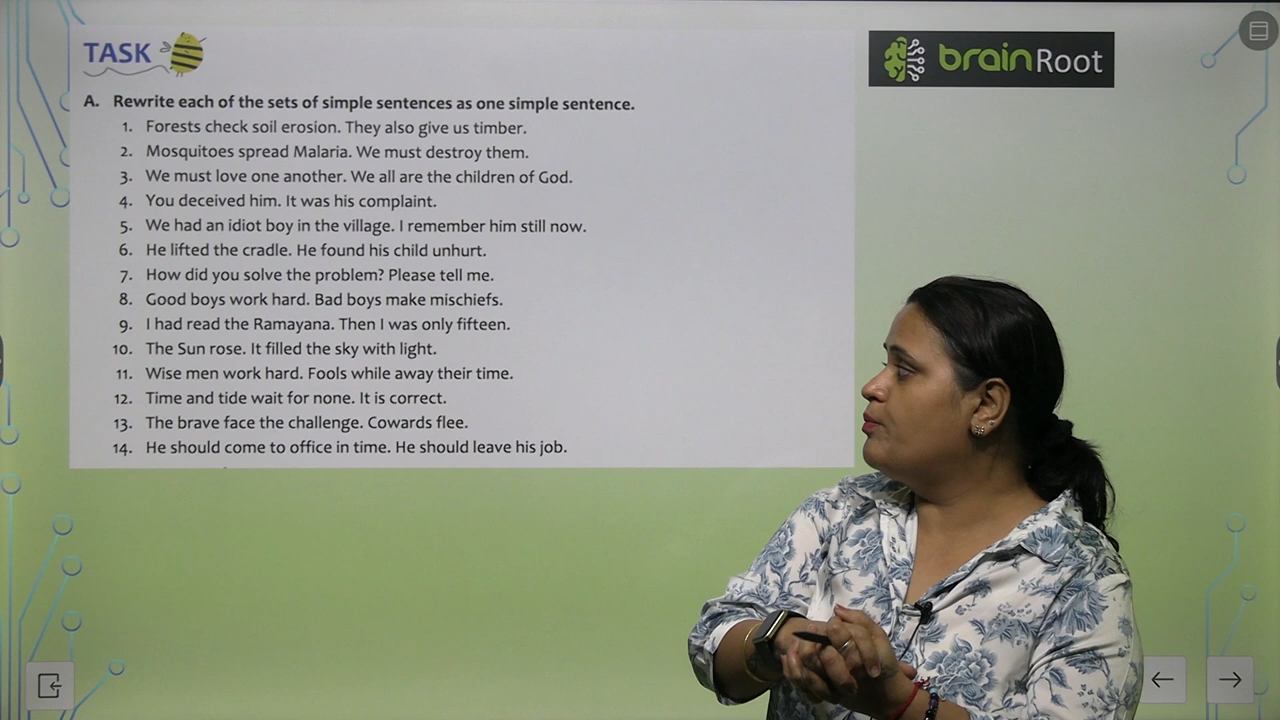 TASK
brainRoot
A. Rewrite each of the sets of simple sentences as one simple sentence.
1. Forests check soil erosion. They also give us timber.
2. Mosquitoes spread Malaria. We must destroy them.
3. We must love one another. We all are the children of God.
4. You deceived him. It was his complaint.
5. We had an idiot boy in the village. I remember him still now.
6. He lifted the cradle. He found his child unhurt.
7. How did you solve the problem? Please tell me.
8. Good boys work hard. Bad boys make mischiefs.
9. I had read the Ramayana. Then I was only fifteen.
10. The Sun rose. It filled the sky with light.
11. Wise men work hard. Fools while away their time.
12. Time and tide wait for none. It is correct.
13. The brave face the challenge. Cowards flee.
14. He should come to office in time. He should leave his job.